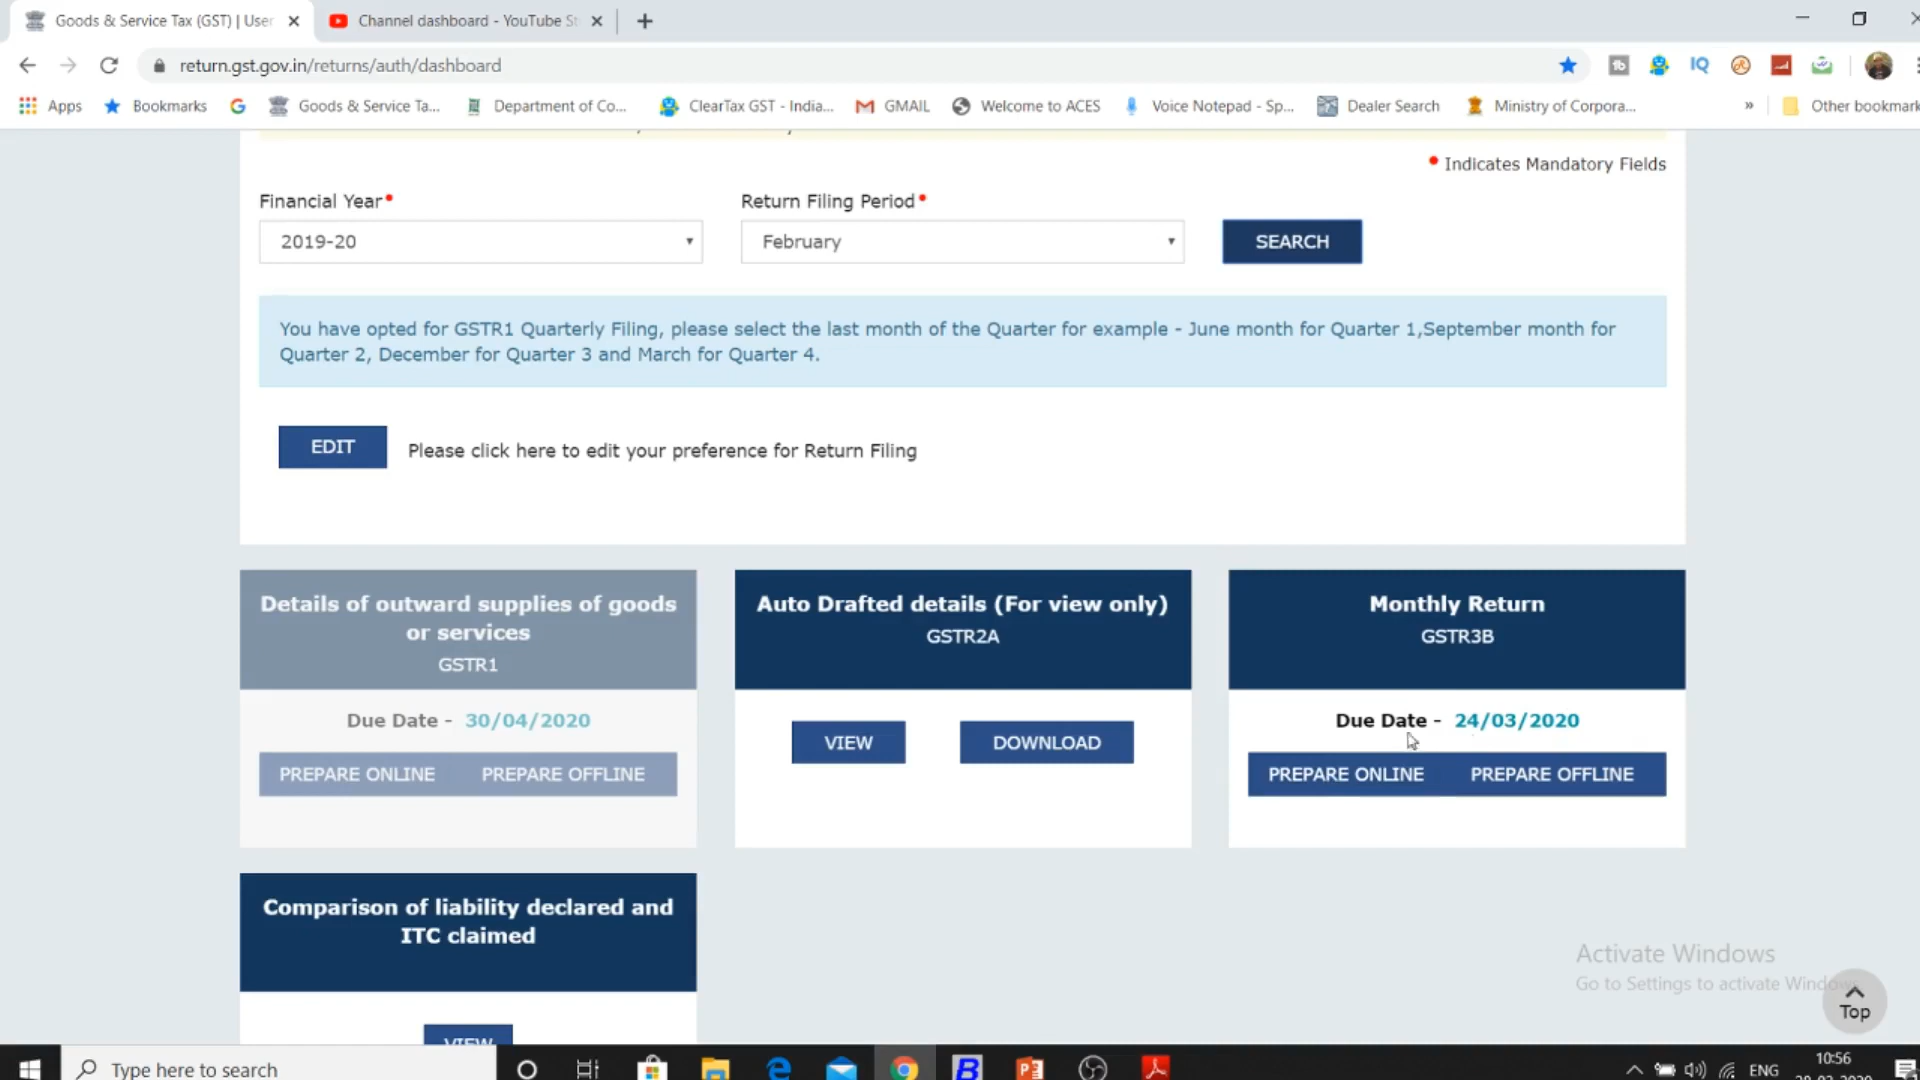 Goods & Service Tax (GST) | User
Channel dashboard - YouTube St
return.gst.gov.in/returns/auth/dashboard
IQ
Apps
Bookmarks
Goods & Service Ta...
Department of Co...
ClearTax GST - India...
GMAIL
Welcome to ACES
Voice Notepad - Sp...
Dealer Search
Ministry of Corpora...
»
Other bookmark
• Indicates Mandatory Fields
Financial Year•
Return Filing Period•
2019-20
February
SEARCH
You have opted for GSTR1 Quarterly Filing, please select the last month of the Quarter for example - June month for Quarter 1,September month for
Quarter 2, December for Quarter 3 and March for Quarter 4.
EDIT
Please click here to edit your preference for Return Filing
Details of outward supplies of goods
or services
GSTR1
Due Date - 30/04/2020
PREPARE ONLINE
PREPARE OFFLINE
Auto Drafted details (For view only)
GSTR2A
VIEW
DOWNLOAD
Monthly Return
GSTR3B
Due Date - 24/03/2020
PREPARE ONLINE
PREPARE OFFLINE
Comparison of liability declared and
ITC claimed
VIEW
Activate Windows
Go to Settings to activate Windows
Top
Type here to search
ENG
10:56